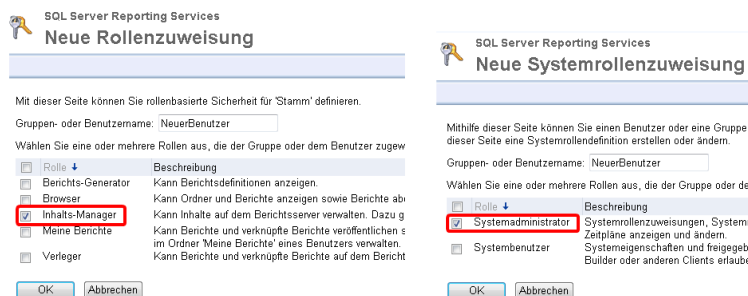 SQL Server Reporting Services
Neue Rollenzuweisung
Mit dieser Seite können Sie rollenbasierte Sicherheit für 'Stamm' definieren.
Gruppen- oder Benutzername: NeuerBenutzer
Wählen Sie eine oder mehrere Rollen aus, die der Gruppe oder dem Benutzer zugew
Rolle Beschreibung
Berichts-Generator Kann Berichtsdefinitionen anzeigen.
Browser Kann Ordner und Berichte anzeigen sowie Berichte ab
Inhalts-Manager Kann Inhalte auf dem Berichtsserver verwalten. Dazu g
Meine Berichte Kann Berichte und verknüpfte Berichte veröffentlichen s
im Ordner 'Meine Berichte' eines Benutzers verwalten.
Verleger Kann Berichte und verknüpfte Berichte auf dem Bericht
OK Abbrechen
SQL Server Reporting Services
Neue Systemrollenzuweisung
Mithilfe dieser Seite können Sie einen Benutzer oder eine Gruppe
dieser Seite eine Systemrollendefinition erstellen oder ändern.
Gruppen- oder Benutzername: NeuerBenutzer
Wählen Sie eine oder mehrere Rollen aus, die der Gruppe oder de
Rolle Beschreibung
Systemadministrator Systemrollenzuweisungen, System
Zeitpläne anzeigen und ändern.
Systembenutzer Systemeigenschaften und freigegeb
Builder oder anderen Clients erlaube
OK Abbrechen